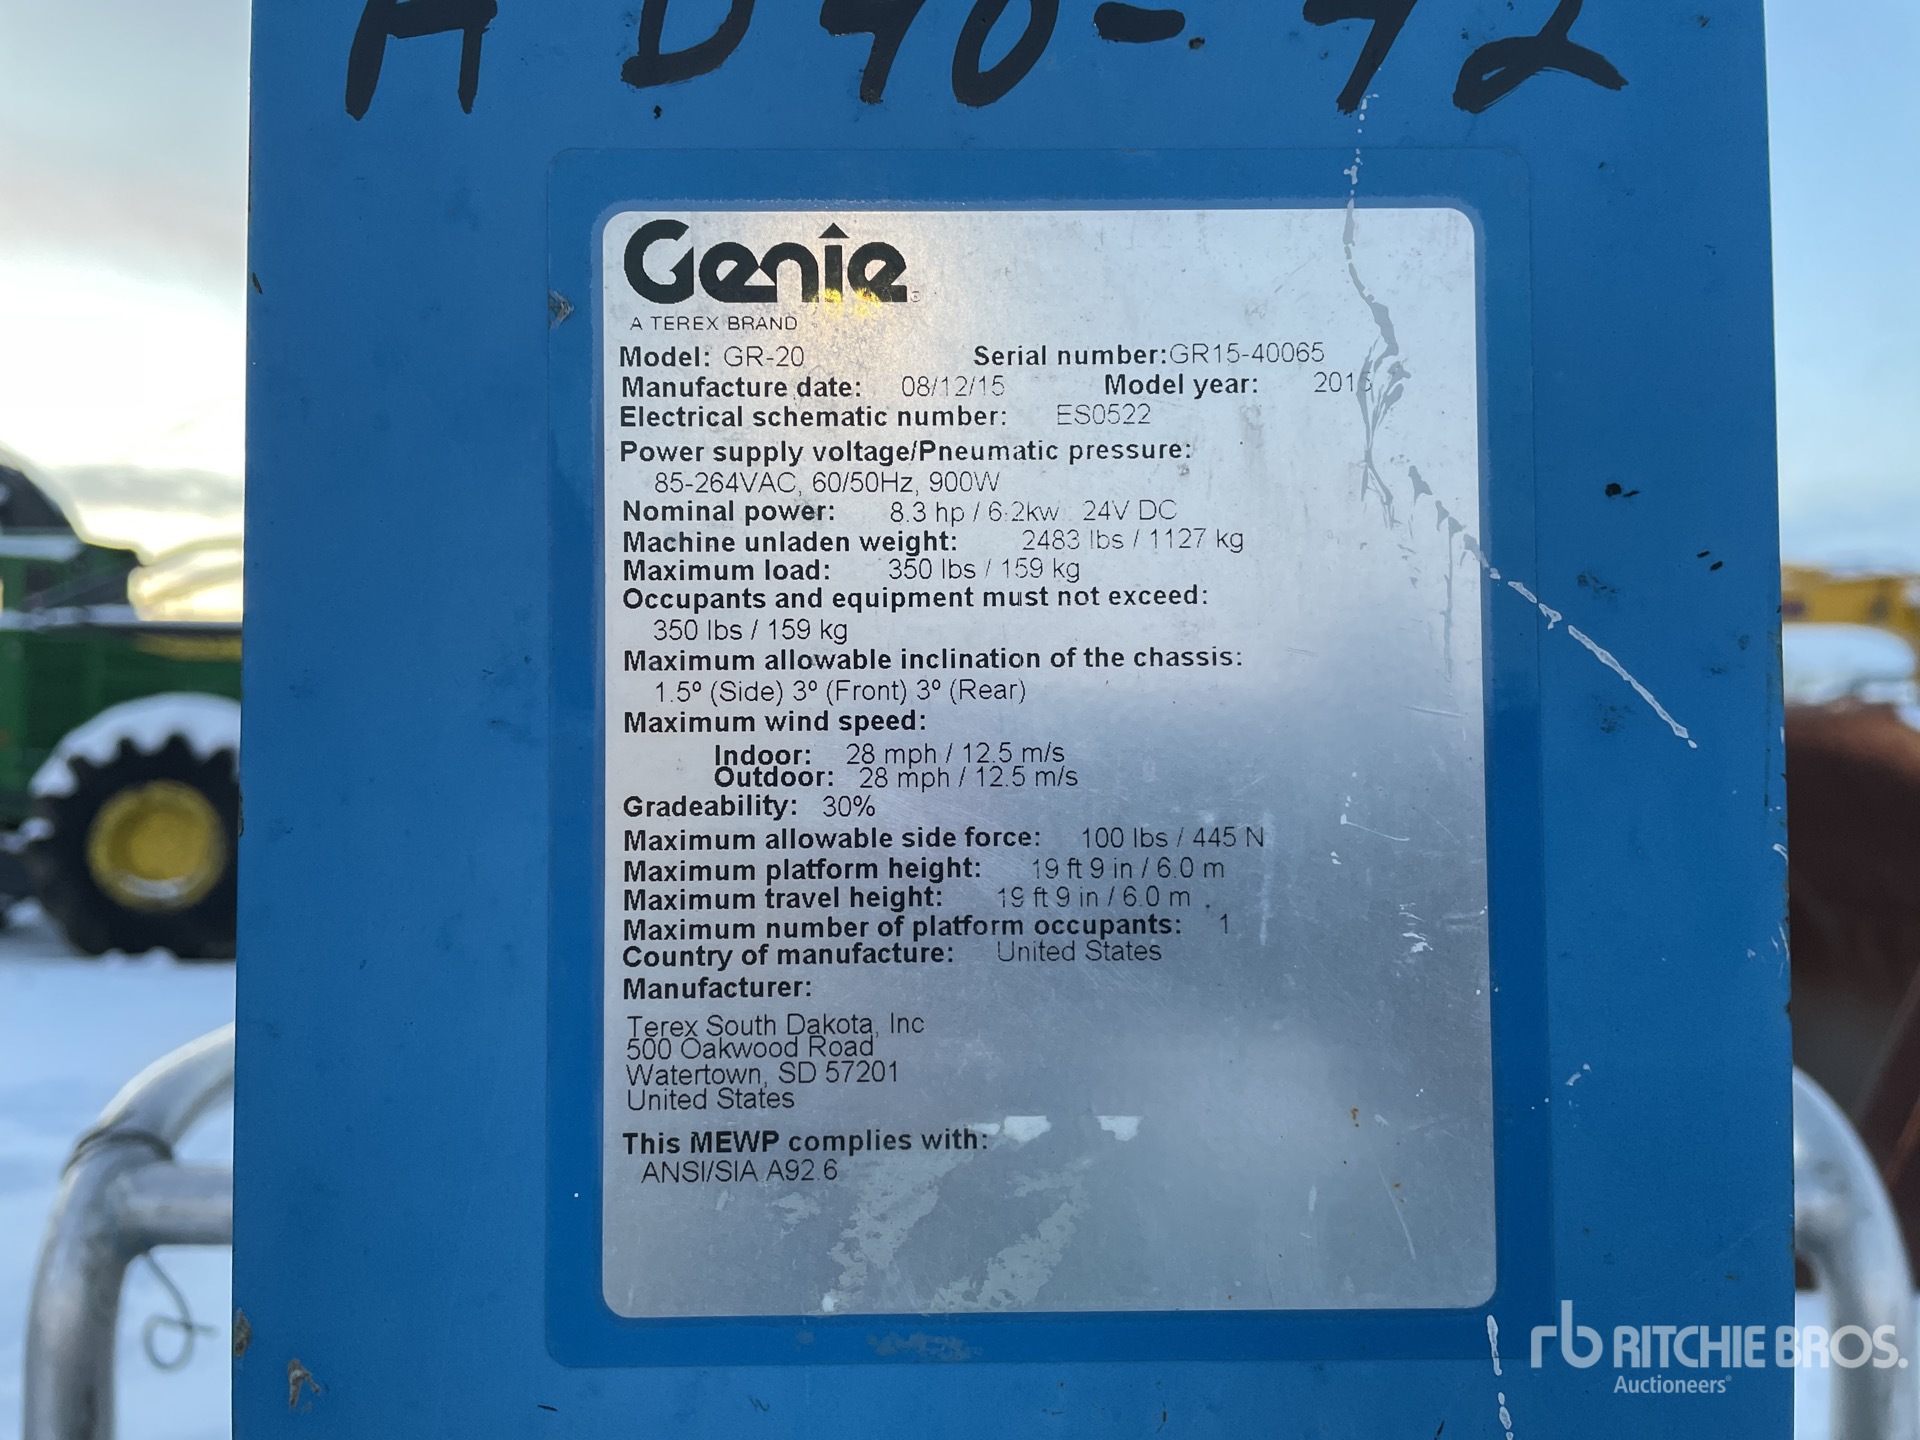 A D40-42
Genie
A TEREX BRAND
Model: GR-20 Serial number:GR15-40065
Manufacture date: 08/12/15 Model year:
Electrical schematic number: ES0522
Power supply voltage/Pneumatic pressure:
85-264VAC, 60/50Hz, 900W
Nominal power: 8.3 hp / 6.2kw 24V DC
Machine unladen weight: 2483 lbs / 1127 kg
Maximum load: 350 lbs / 159 kg
Occupants and equipment must not exceed:
350 lbs / 159 kg
Maximum allowable inclination of the chassis:
1.5º (Side) 3º (Front) 3º (Rear)
Maximum wind speed:
Indoor: 28 mph / 12.5 m/s
Outdoor: 28 mph / 12.5 m/s
Gradeability: 30%
Maximum allowable side force: 100 lbs / 445 N
Maximum platform height: 19 ft 9 in / 6.0 m
Maximum travel height: 19 ft 9 in / 6.0 m
Maximum number of platform occupants: 1
Country of manufacture: United States
Manufacturer:
Terex South Dakota, Inc
500 Oakwood Road
Watertown, SD 57201
United States
This MEWP complies with:
ANSI/SIA A92.6
rb RITCHIE BROS.
Auctioneers